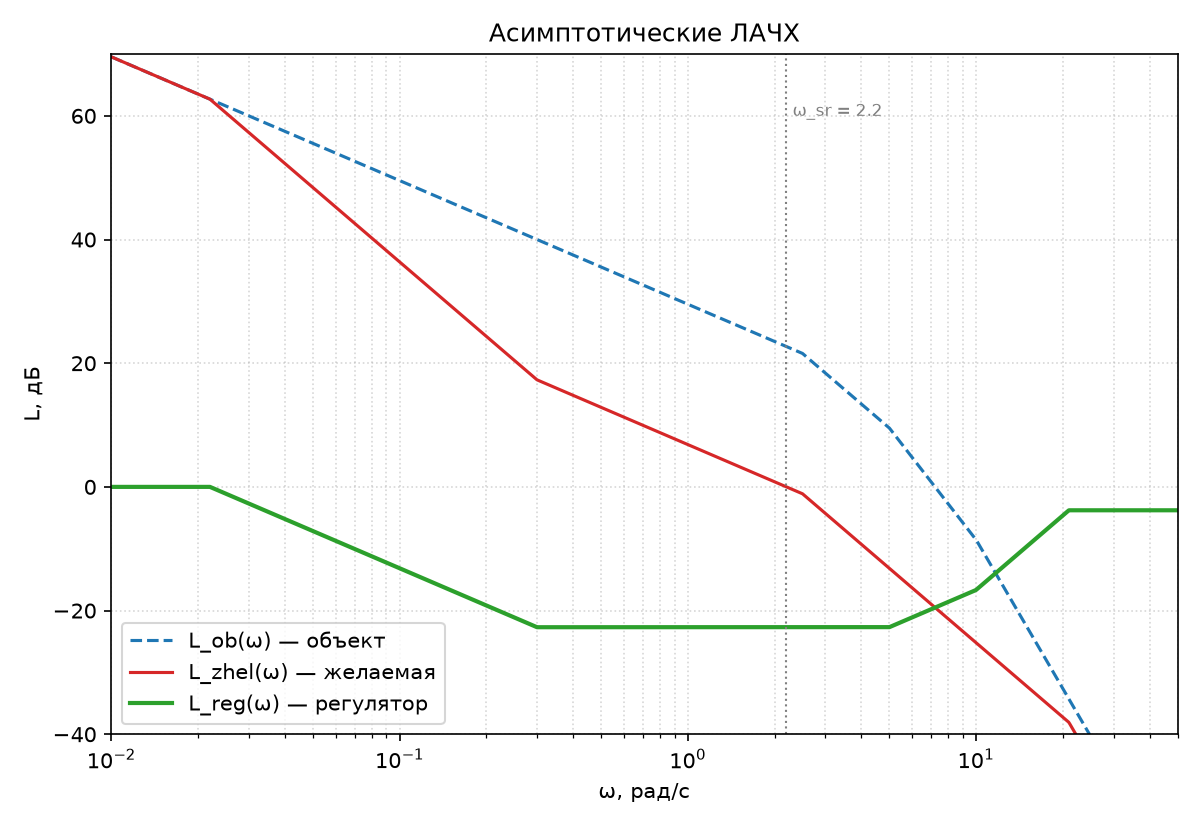 Асимптотические ЛАЧХ
ω_sr = 2.2
L, дБ
60
40
20
0
−20
−40
L_ob(ω) — объект
L_zhel(ω) — желаемая
L_reg(ω) — регулятор
10⁻² 10⁻¹ 10⁰ 10¹
ω, рад/с